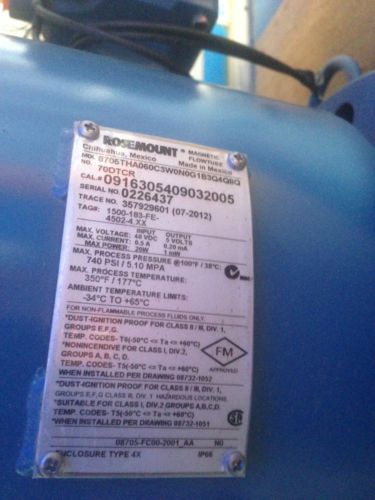 ROSEMOUNT MAGNETIC FLOWTUBE
Chihuahua, Mexico Made in Mexico
MDL 8705THA060C3W0N0G1B3Q4Q8Q
NO. 70DTCR
CAL.# 0916305409032005
SERIAL NO. 0226437
TRACE NO. 357929601 (07-2012)
TAG#: 1500-183-FE-
4502-4.XX
INPUT OUTPUT
MAX. VOLTAGE: 40 VDC 5 VOLTS
MAX. CURRENT: 0.5 A 0.20 mA
MAX POWER: 20W 1 mW
MAX. PROCESS PRESSURE @100°F / 38°C:
740 PSI / 5.10 MPA
MAX. PROCESS TEMPERATURE:
350°F / 177°C
AMBIENT TEMPERATURE LIMITS:
-34°C TO +65°C
FOR NON-FLAMMABLE PROCESS FLUIDS ONLY.
*DUST-IGNITION PROOF FOR CLASS II / III, DIV. 1,
GROUPS E,F,G
TEMP. CODES- T6(-50°C <= Ta <= +60°C)
*NONINCENDIVE FOR CLASS I, DIV.2,
GROUPS A, B, C, D.
TEMP. CODES- (-50°C <= Ta <= +60°C)
WHEN INSTALLED PER DRAWING 08732-1052
FM
APPROVED
*DUST-IGNITION PROOF FOR CLASS II / III, DIV. 1,
GROUPS E,F,G CLASS II, DIV.1 HAZARDOUS LOCATIONS
*SUITABLE FOR CLASS I, DIV.2 GROUPS A,B,C,D.
TEMP. CODES- T5(-50°C <= Ta <= +60°C)
WHEN INSTALLED PER DRAWING 08732-1051
08705-FC00-2001_AA NO
ENCLOSURE TYPE 4X IP66